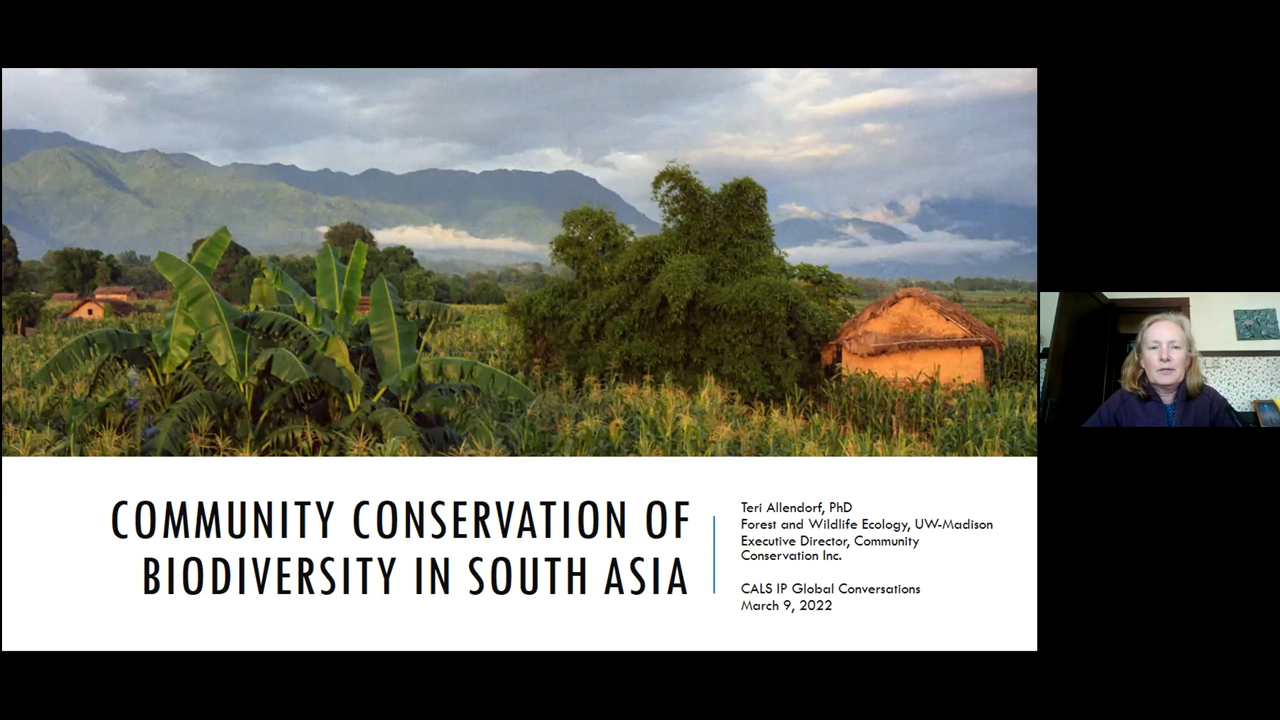 COMMUNITY CONSERVATION OF
BIODIVERSITY IN SOUTH ASIA
Teri Allendorf, PhD
Forest and Wildlife Ecology, UW-Madison
Executive Director, Community
Conservation Inc.
CALS IP Global Conversations
March 9, 2022